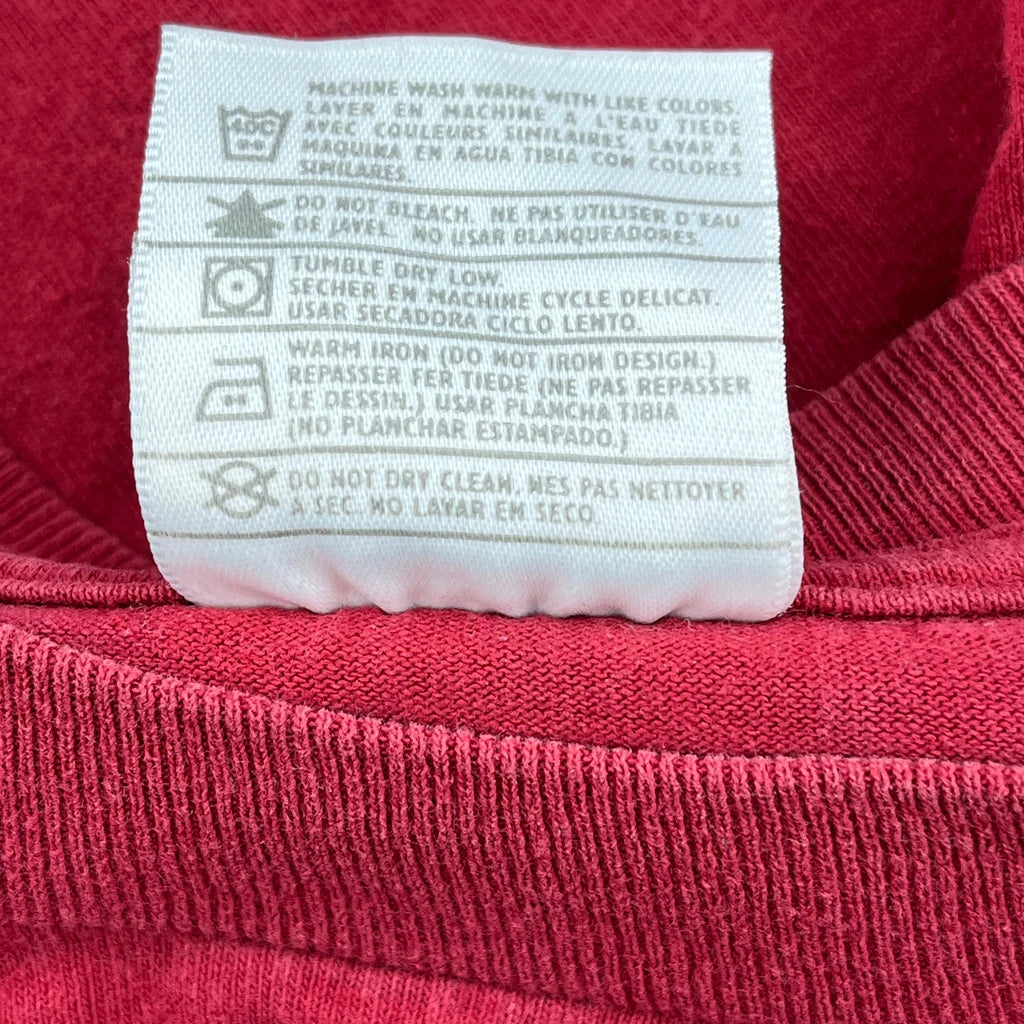 40C
MACHINE WASH WARM WITH LIKE COLORS.
LAVER EN MACHINE A L'EAU TIEDE
AVEC COULEURS SIMILAIRES. LAVAR A
MAQUINA EN AGUA TIBIA CON COLORES
SIMILARES.
DO NOT BLEACH. NE PAS UTILISER D'EAU
DE JAVEL. NO USAR BLANQUEADORES.
TUMBLE DRY LOW.
SECHER EN MACHINE CYCLE DELICAT.
USAR SECADORA CICLO LENTO.
WARM IRON (DO NOT IRON DESIGN.)
REPASSER FER TIEDE (NE PAS REPASSER
LE DESSIN.) USAR PLANCHA TIBIA
(NO PLANCHAR ESTAMPADO.)
DO NOT DRY CLEAN. NES PAS NETTOYER
A SEC. NO LAVAR EN SECO.